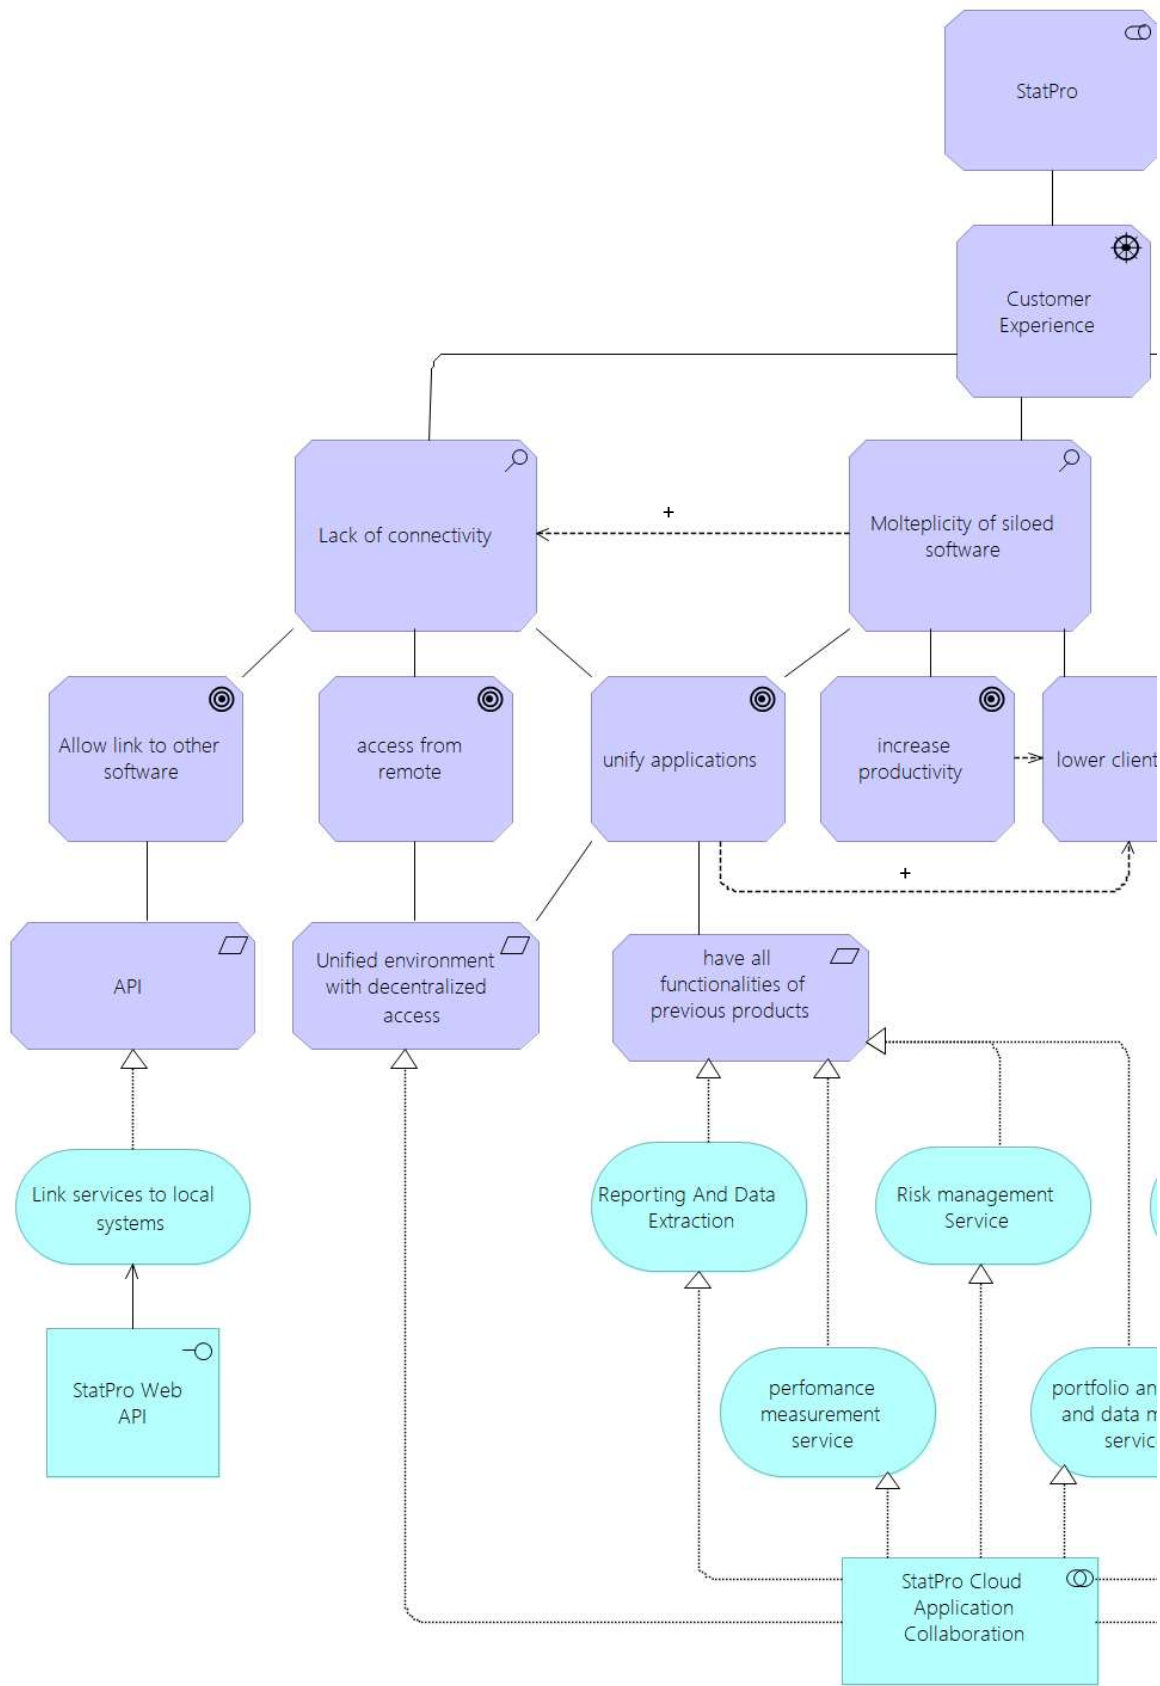 StatPro
Customer
Experience
Lack of connectivity
+
Molteplicity of siloed
software
Allow link to other
software
access from
remote
unify applications
increase
productivity
lower client
+
API
Unified environment
with decentralized
access
have all
functionalities of
previous products
Link services to local
systems
Reporting And Data
Extraction
Risk management
Service
StatPro Web
API
perfomance
measurement
service
portfolio an
and data m
servic
StatPro Cloud
Application
Collaboration